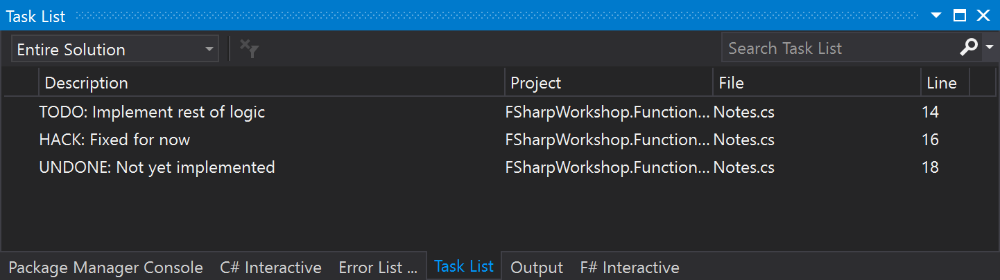 Task List
Entire Solution Search Task List
Description Project File Line
TODO: Implement rest of logic FSharpWorkshop.Function... Notes.cs 14
HACK: Fixed for now FSharpWorkshop.Function... Notes.cs 16
UNDONE: Not yet implemented FSharpWorkshop.Function... Notes.cs 18
Package Manager Console C# Interactive Error List ... Task List Output F# Interactive